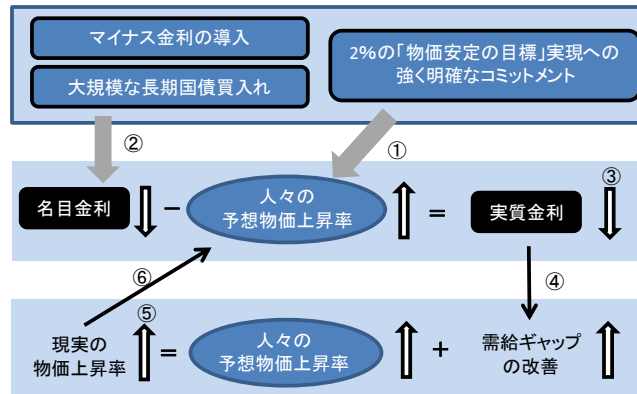 マイナス金利の導入
大規模な長期国債買入れ
2%の「物価安定の目標」実現への
強く明確なコミットメント
②
①
名目金利
－
人々の
予想物価上昇率
＝
実質金利
③
⑥
④
⑤
現実の
物価上昇率
＝
人々の
予想物価上昇率
＋
需給ギャップ
の改善